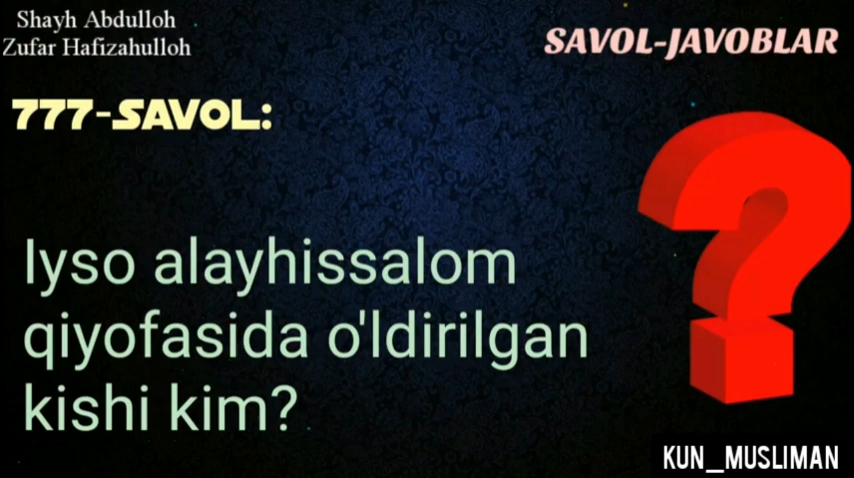 Shayh Abdulloh
Zufar Hafizahulloh
SAVOL-JAVOBLAR
777-SAVOL:
Iyso alayhissalom
qiyofasida o'ldirilgan
kishi kim?
KUN_MUSLIMAN